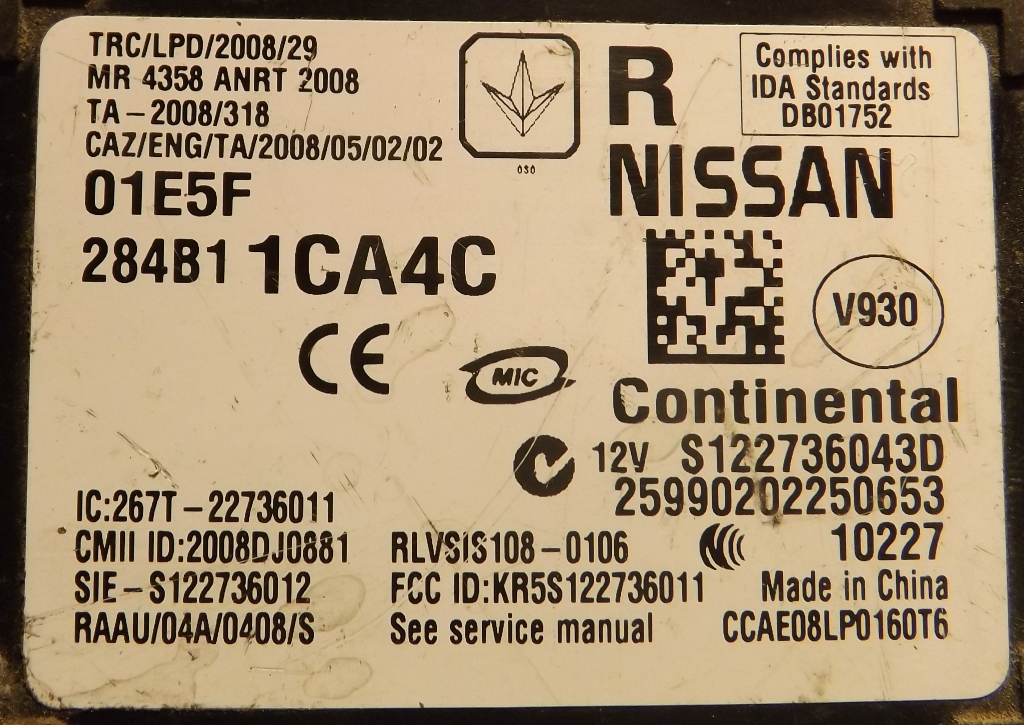 TRC/LPD/2008/29
MR 4358 ANRT 2008
TA-2008/318
CAZ/ENG/TA/2008/05/02/02
030
R
Complies with
IDA Standards
DB01752
01E5F
NISSAN
284B1 1CA4C
V930
CE
MIC
Continental
12V S122736043D
25990202250653
10227
IC:267T-22736011
CMII ID:2008DJ0881
RLVSIS108-0106
SIE-S122736012
FCC ID:KR5S122736011
Made in China
RAAU/04A/0408/S
See service manual
CCAE08LP0160T6